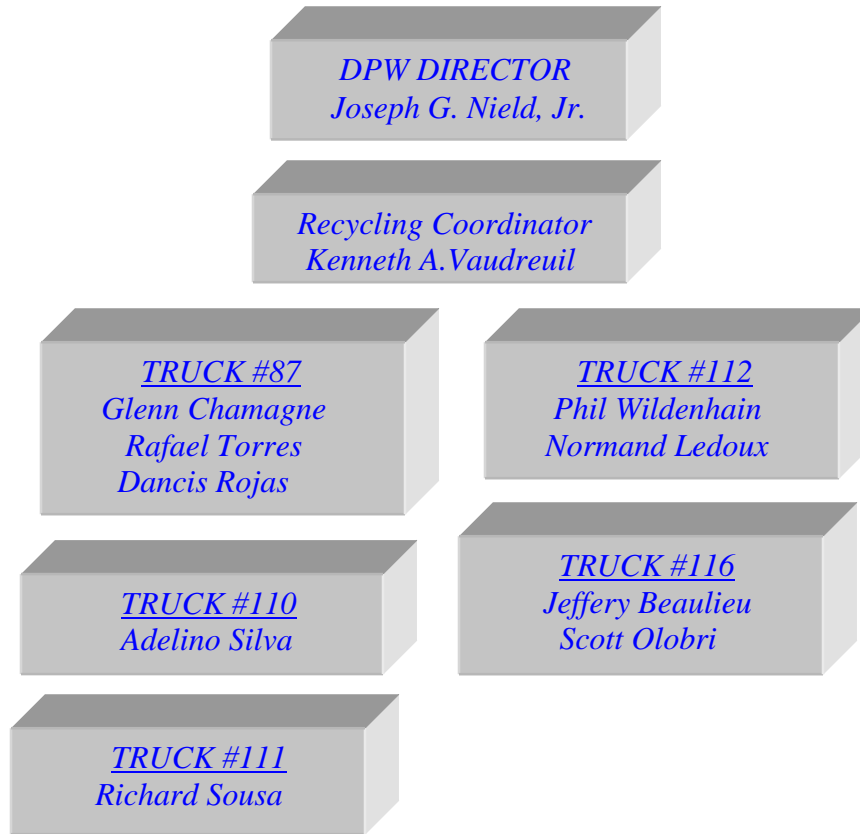 DPW DIRECTOR
Joseph G. Nield, Jr.
Recycling Coordinator
Kenneth A.Vaudreuil
TRUCK #87
Glenn Chamagne
Rafael Torres
Dancis Rojas
TRUCK #112
Phil Wildenhain
Normand Ledoux
TRUCK #110
Adelino Silva
TRUCK #116
Jeffery Beaulieu
Scott Olobri
TRUCK #111
Richard Sousa